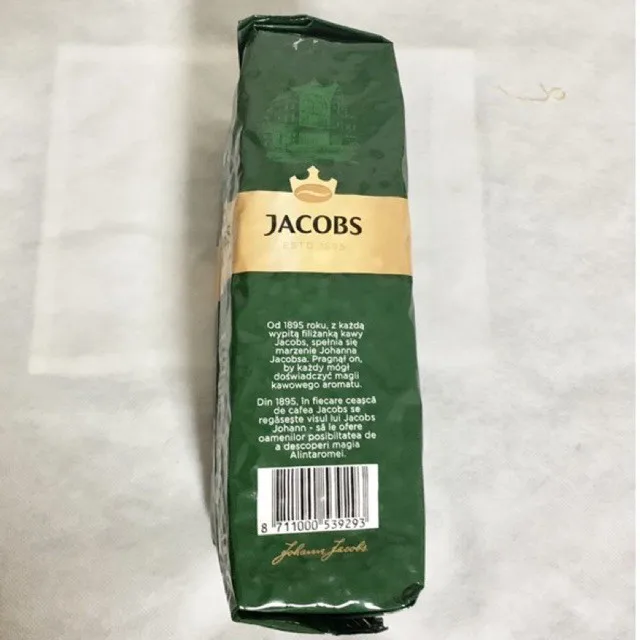 JACOBS
ESTD 1895
Od 1895 roku, z każdą
wypitą filiżanką kawy
Jacobs, spełnia się
marzenie Johanna
Jacobsa. Pragnął on,
by każdy mógł
doświadczyć magii
kawowego aromatu.
Din 1895, în fiecare ceașcă
de cafea Jacobs se
regăsește visul lui Jacobs
Johann - să le ofere
oamenilor posibilitatea de
a descoperi magia
Alintaromei.
8 711000 539293
Johann Jacobs